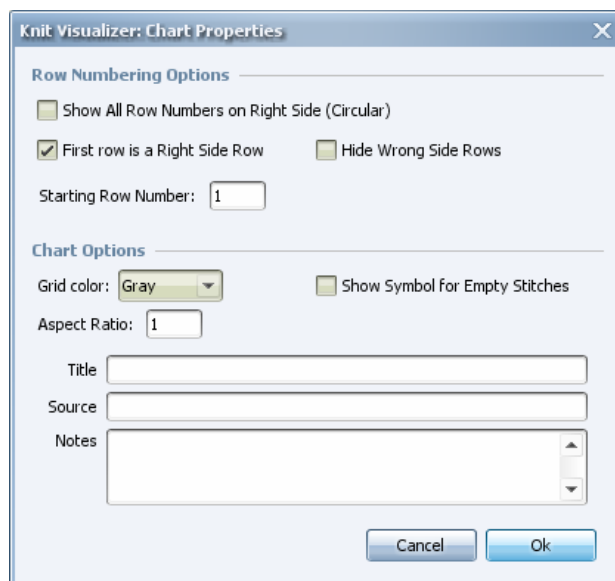 Knit Visualizer: Chart Properties
Row Numbering Options
Show All Row Numbers on Right Side (Circular)
First row is a Right Side Row
Hide Wrong Side Rows
Starting Row Number: 1
Chart Options
Grid color: Gray
Show Symbol for Empty Stitches
Aspect Ratio: 1
Title
Source
Notes
Cancel
Ok